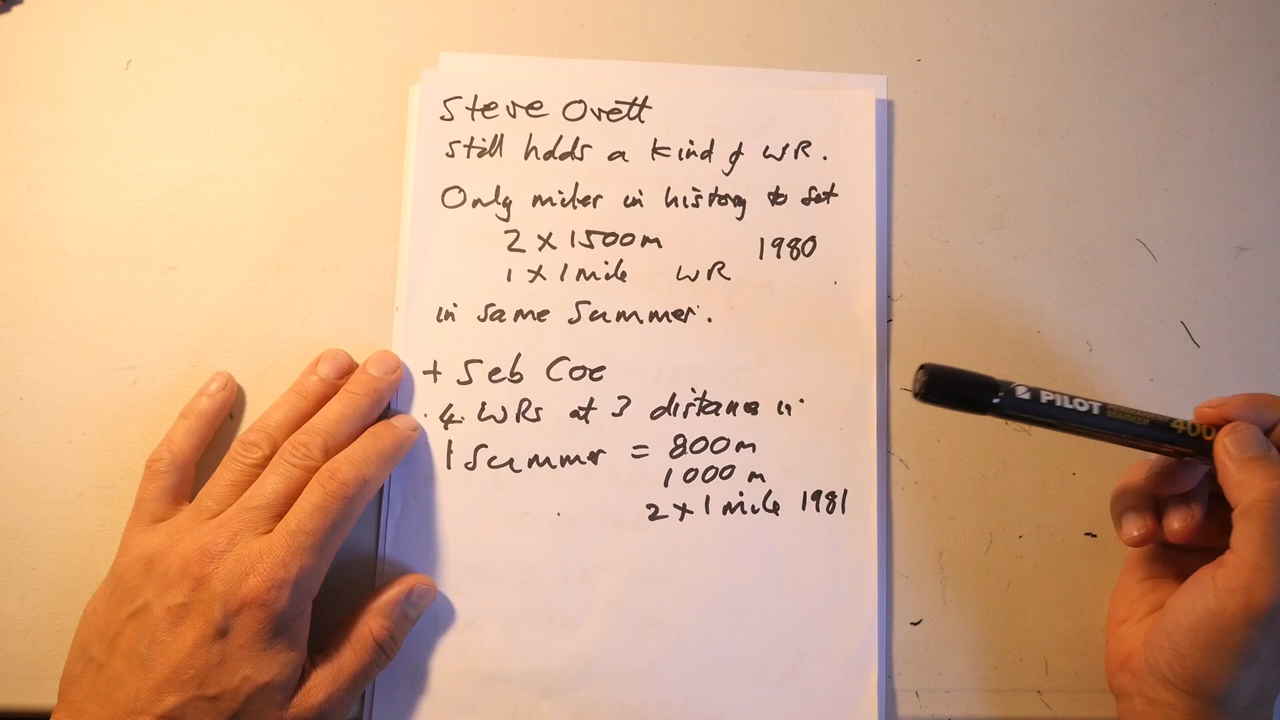 Steve Ovett
Still holds a kind of WR.
Only miler in history to set
2 x 1500m 1980
1 x 1 mile WR
in same Summer.
+ Seb Coe
4 WRs at 3 distance in
1 Summer = 800m
1000m
2 x 1 mile 1981
PILOT
400